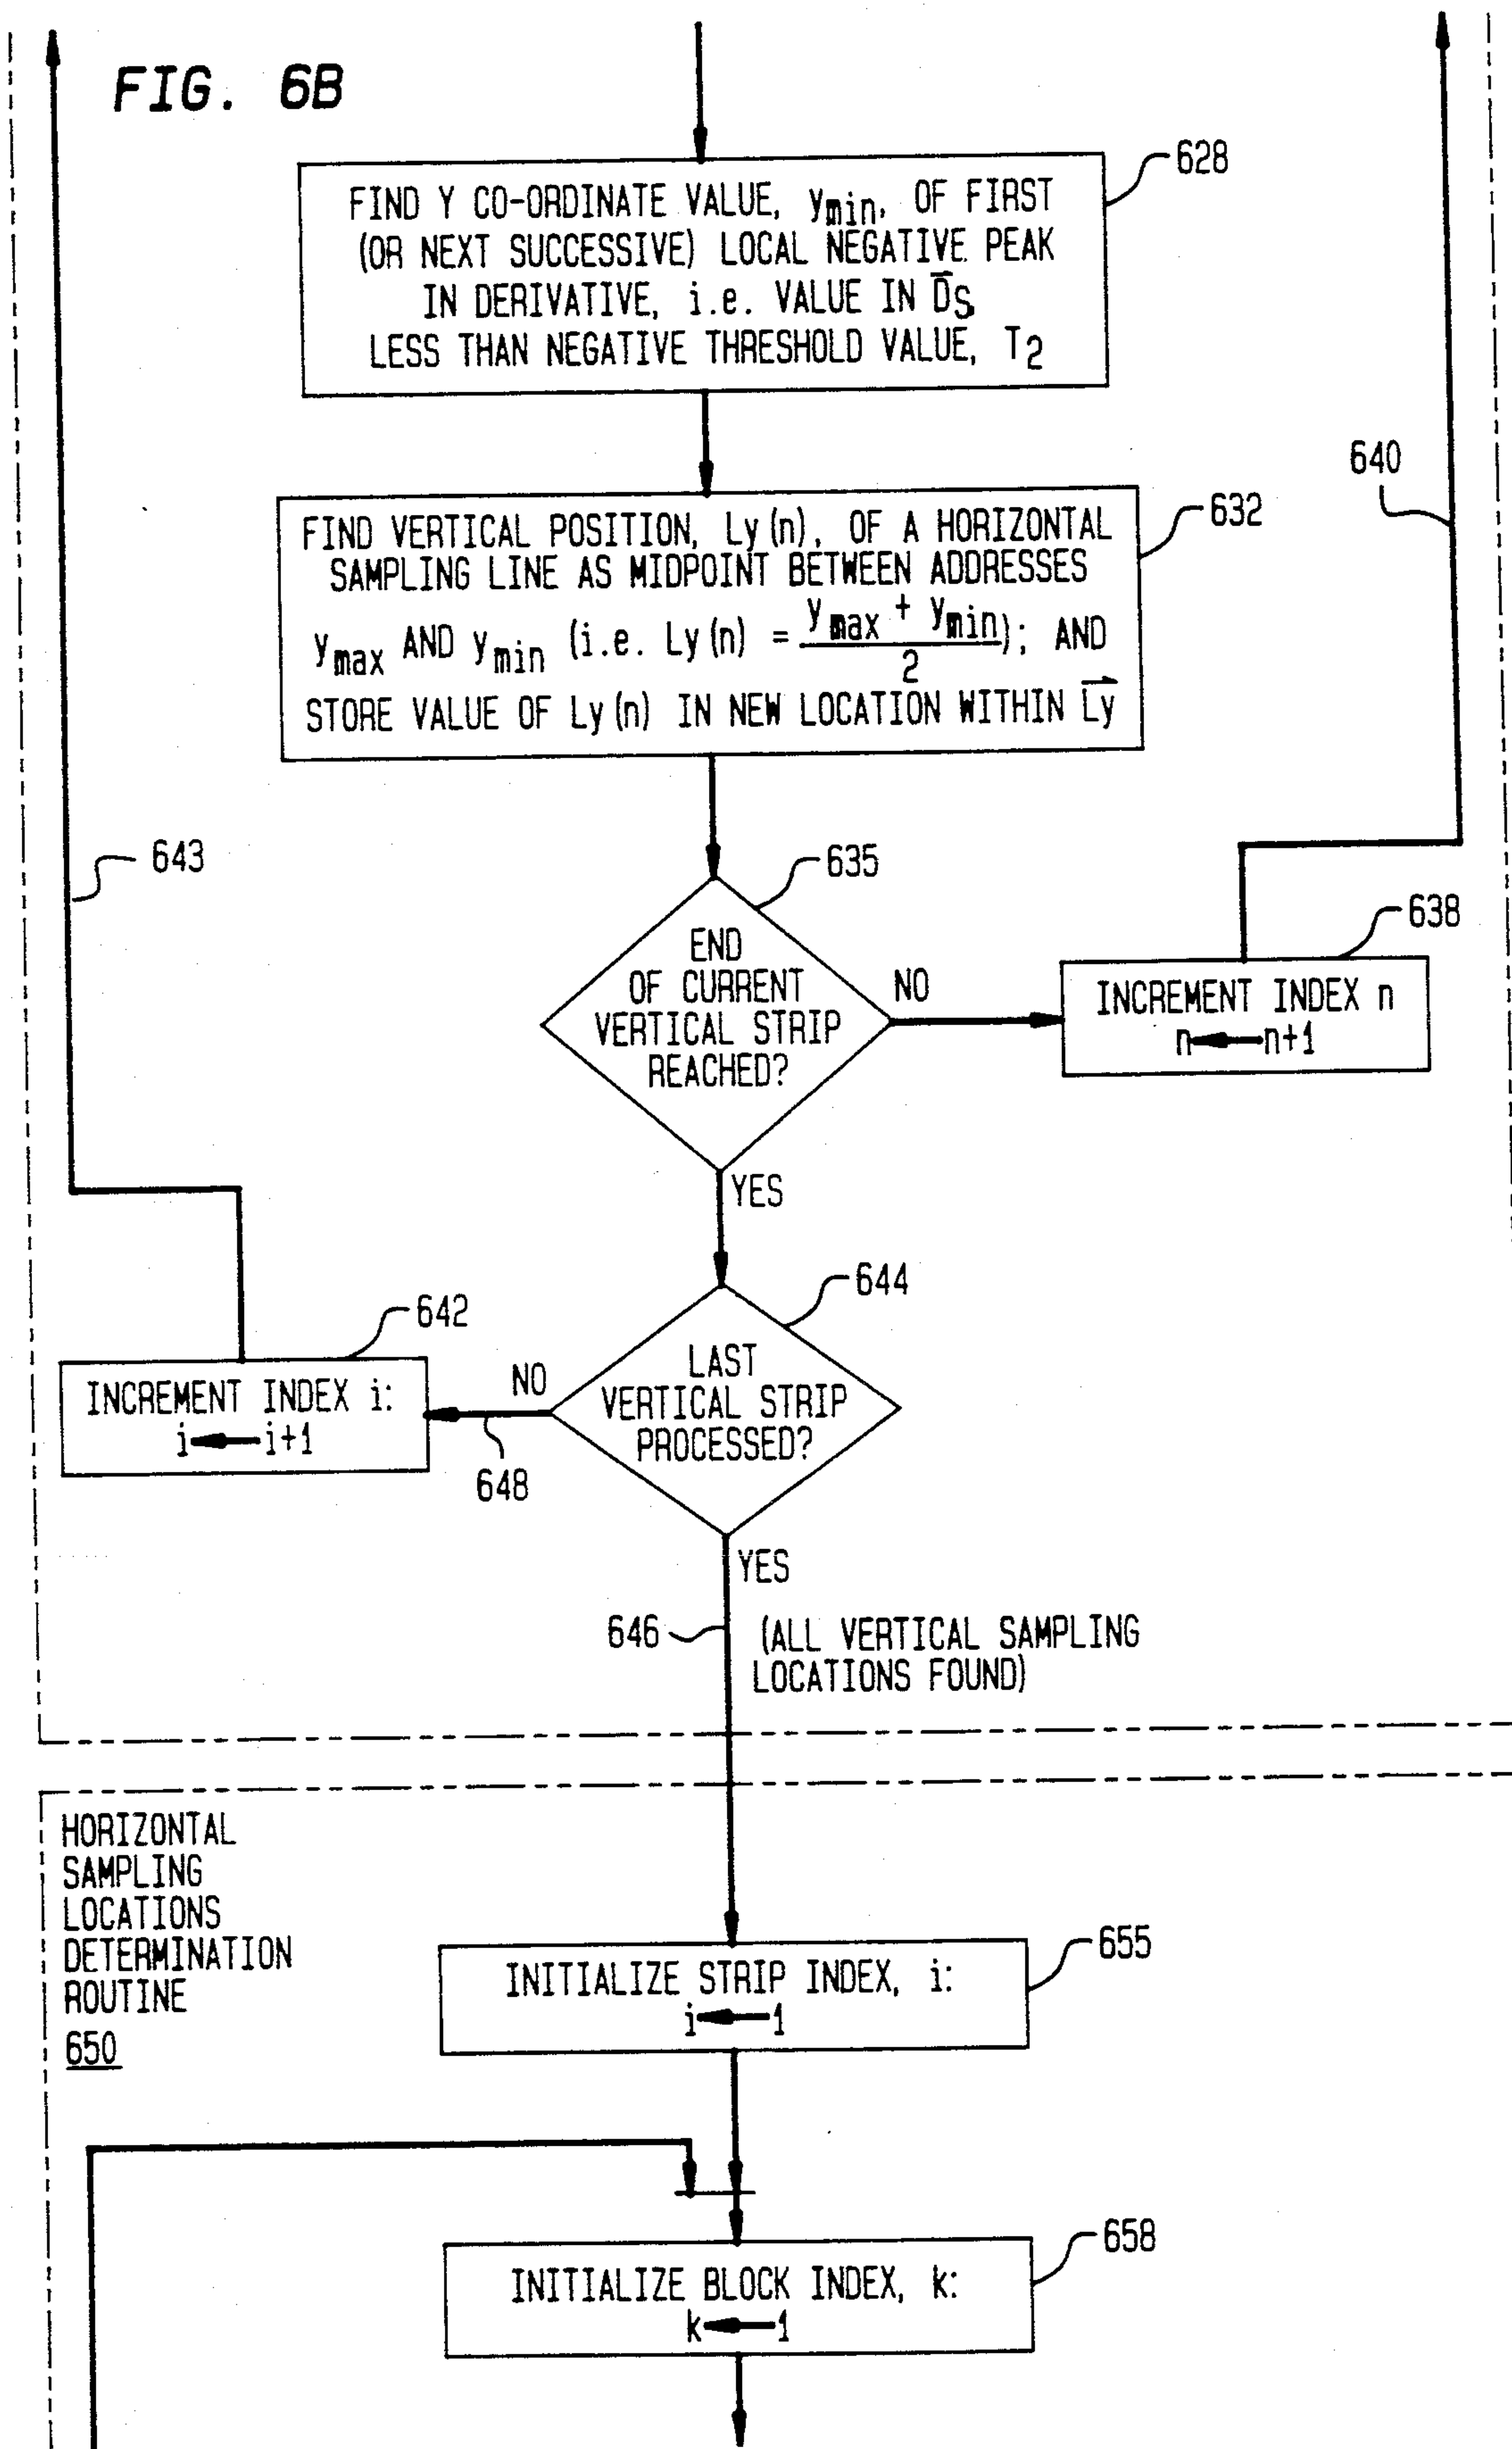 FIG. 6B
628
FIND Y CO-ORDINATE VALUE, ymin, OF FIRST
(OR NEXT SUCCESSIVE) LOCAL NEGATIVE PEAK
IN DERIVATIVE, i.e. VALUE IN D̅S,
LESS THAN NEGATIVE THRESHOLD VALUE, T2
640
632
FIND VERTICAL POSITION, Ly(n), OF A HORIZONTAL
SAMPLING LINE AS MIDPOINT BETWEEN ADDRESSES
ymax AND ymin (i.e. Ly(n) = ymax + ymin / 2); AND
STORE VALUE OF Ly(n) IN NEW LOCATION WITHIN L⃗y
643
635
END
OF CURRENT
VERTICAL STRIP
REACHED?
NO
638
INCREMENT INDEX n
n←n+1
YES
644
642
INCREMENT INDEX i:
i←i+1
NO
648
LAST
VERTICAL STRIP
PROCESSED?
YES
646
(ALL VERTICAL SAMPLING
LOCATIONS FOUND)
HORIZONTAL
SAMPLING
LOCATIONS
DETERMINATION
ROUTINE
650
655
INITIALIZE STRIP INDEX, i:
i←1
658
INITIALIZE BLOCK INDEX, k:
k←1